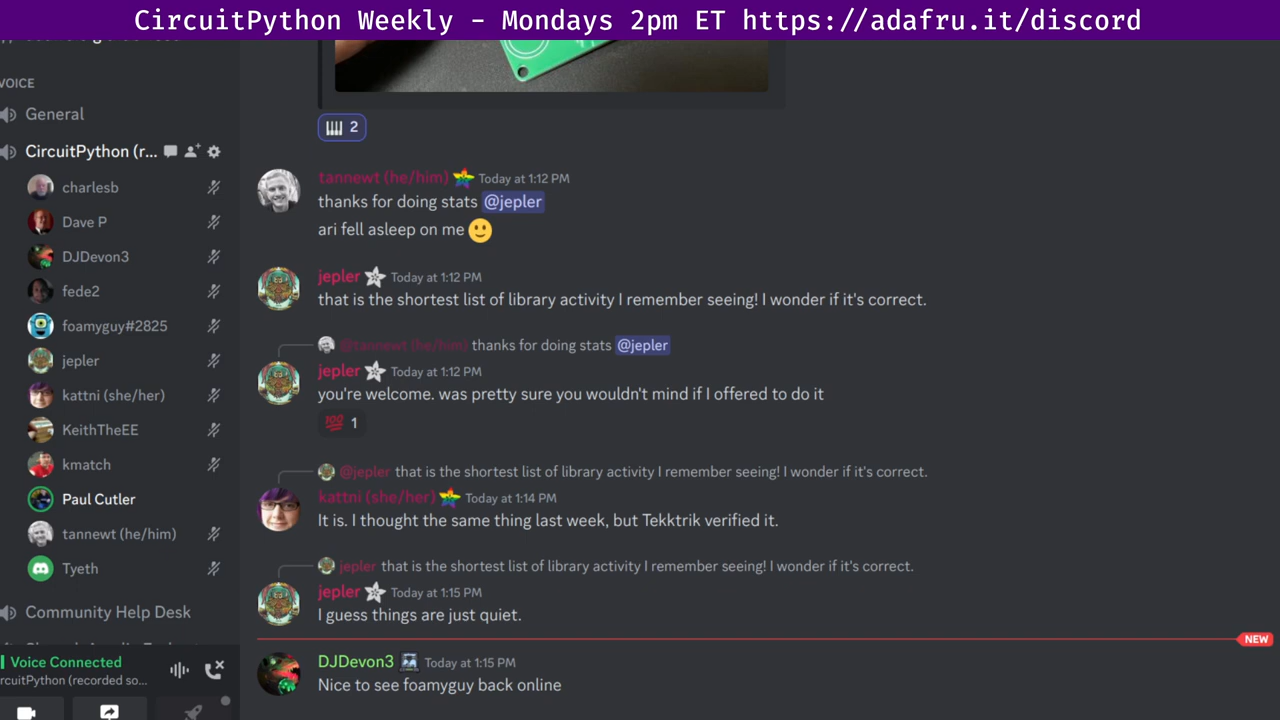 CircuitPython Weekly - Mondays 2pm ET https://adafru.it/discord
VOICE
General
CircuitPython (r...
charlesb
Dave P
DJDevon3
fede2
foamyguy#2825
jepler
kattni (she/her)
KeithTheEE
kmatch
Paul Cutler
tannewt (he/him)
Tyeth
Community Help Desk
Voice Connected
rcuitPython (recorded so...
2
tannewt (he/him) Today at 1:12 PM
thanks for doing stats @jepler
ari fell asleep on me
jepler Today at 1:12 PM
that is the shortest list of library activity I remember seeing! I wonder if it's correct.
@tannewt (he/him) thanks for doing stats @jepler
jepler Today at 1:12 PM
you're welcome. was pretty sure you wouldn't mind if I offered to do it
100 1
@jepler that is the shortest list of library activity I remember seeing! I wonder if it's correct.
kattni (she/her) Today at 1:14 PM
It is. I thought the same thing last week, but Tekktrik verified it.
jepler that is the shortest list of library activity I remember seeing! I wonder if it's correct.
jepler Today at 1:15 PM
I guess things are just quiet.
NEW
DJDevon3 Today at 1:15 PM
Nice to see foamyguy back online